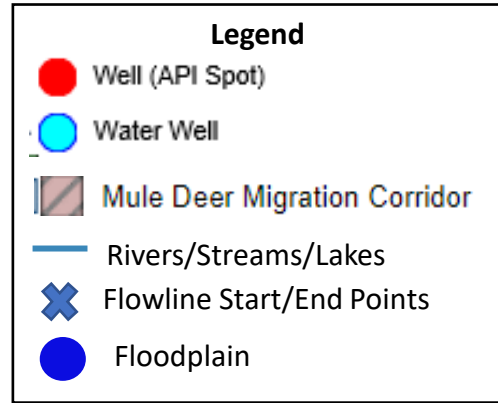 Legend
Well (API Spot)
Water Well
Mule Deer Migration Corridor
Rivers/Streams/Lakes
Flowline Start/End Points
Floodplain